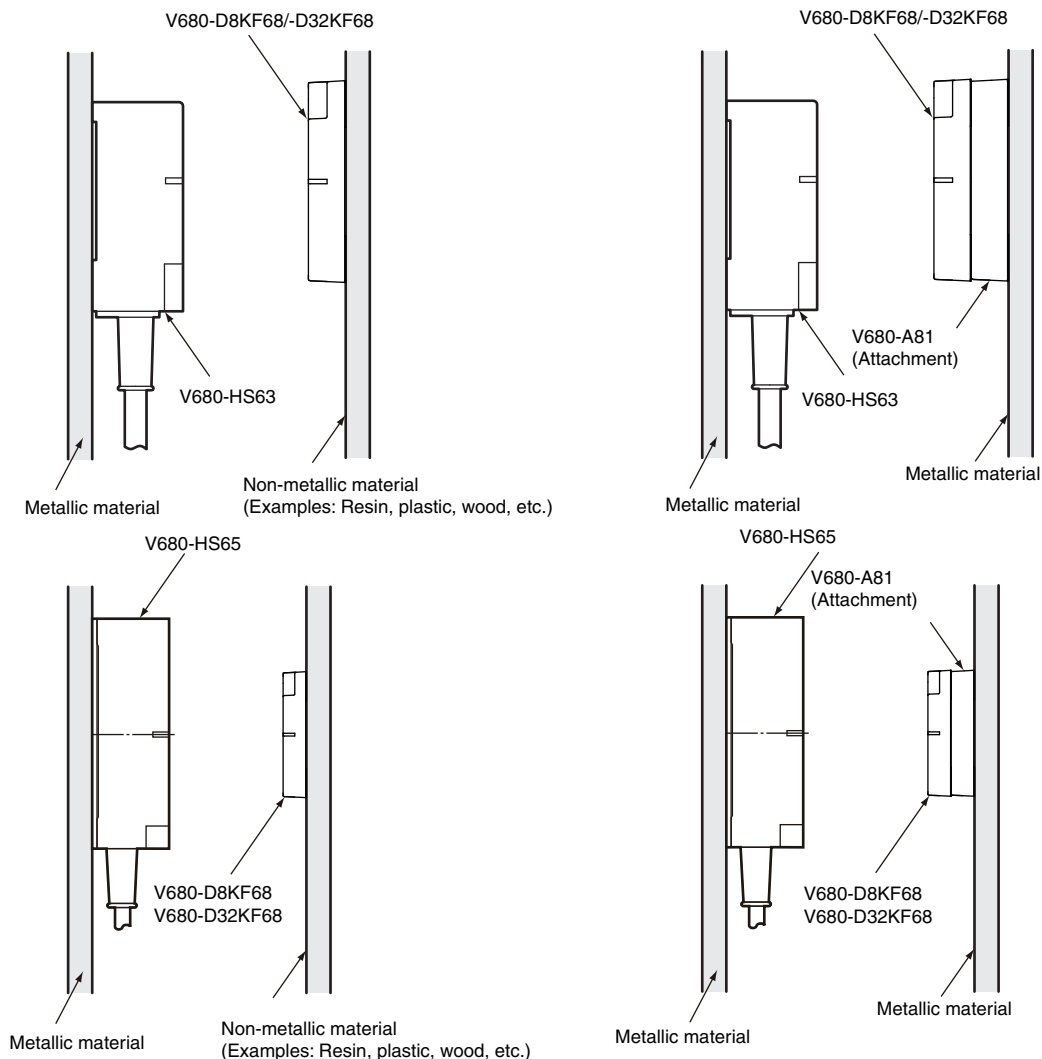 V680-D8KF68/-D32KF68
V680-HS63
Metallic material
Non-metallic material
(Examples: Resin, plastic, wood, etc.)
V680-D8KF68/-D32KF68
V680-A81
(Attachment)
V680-HS63
Metallic material
Metallic material
V680-HS65
V680-D8KF68
V680-D32KF68
Metallic material
Non-metallic material
(Examples: Resin, plastic, wood, etc.)
V680-HS65
V680-A81
(Attachment)
V680-D8KF68
V680-D32KF68
Metallic material
Metallic material